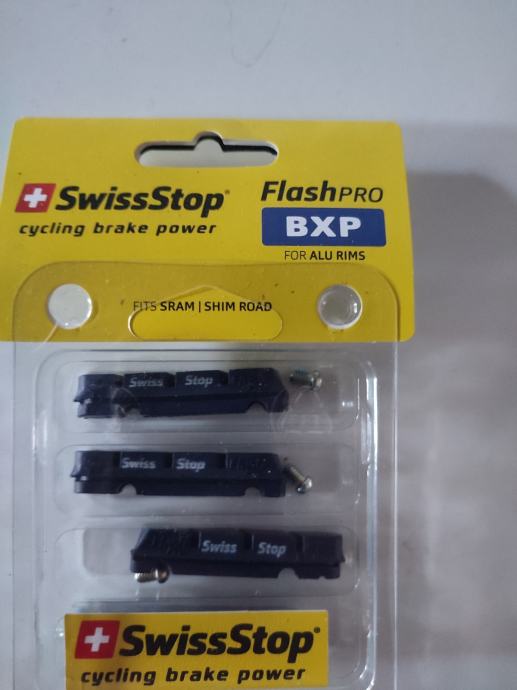 SwissStop®
cycling brake power
FlashPRO
BXP
FOR ALU RIMS
FITS SRAM | SHIM ROAD
Swiss Stop
Swiss Stop
Swiss Stop
SwissStop®
cycling brake power